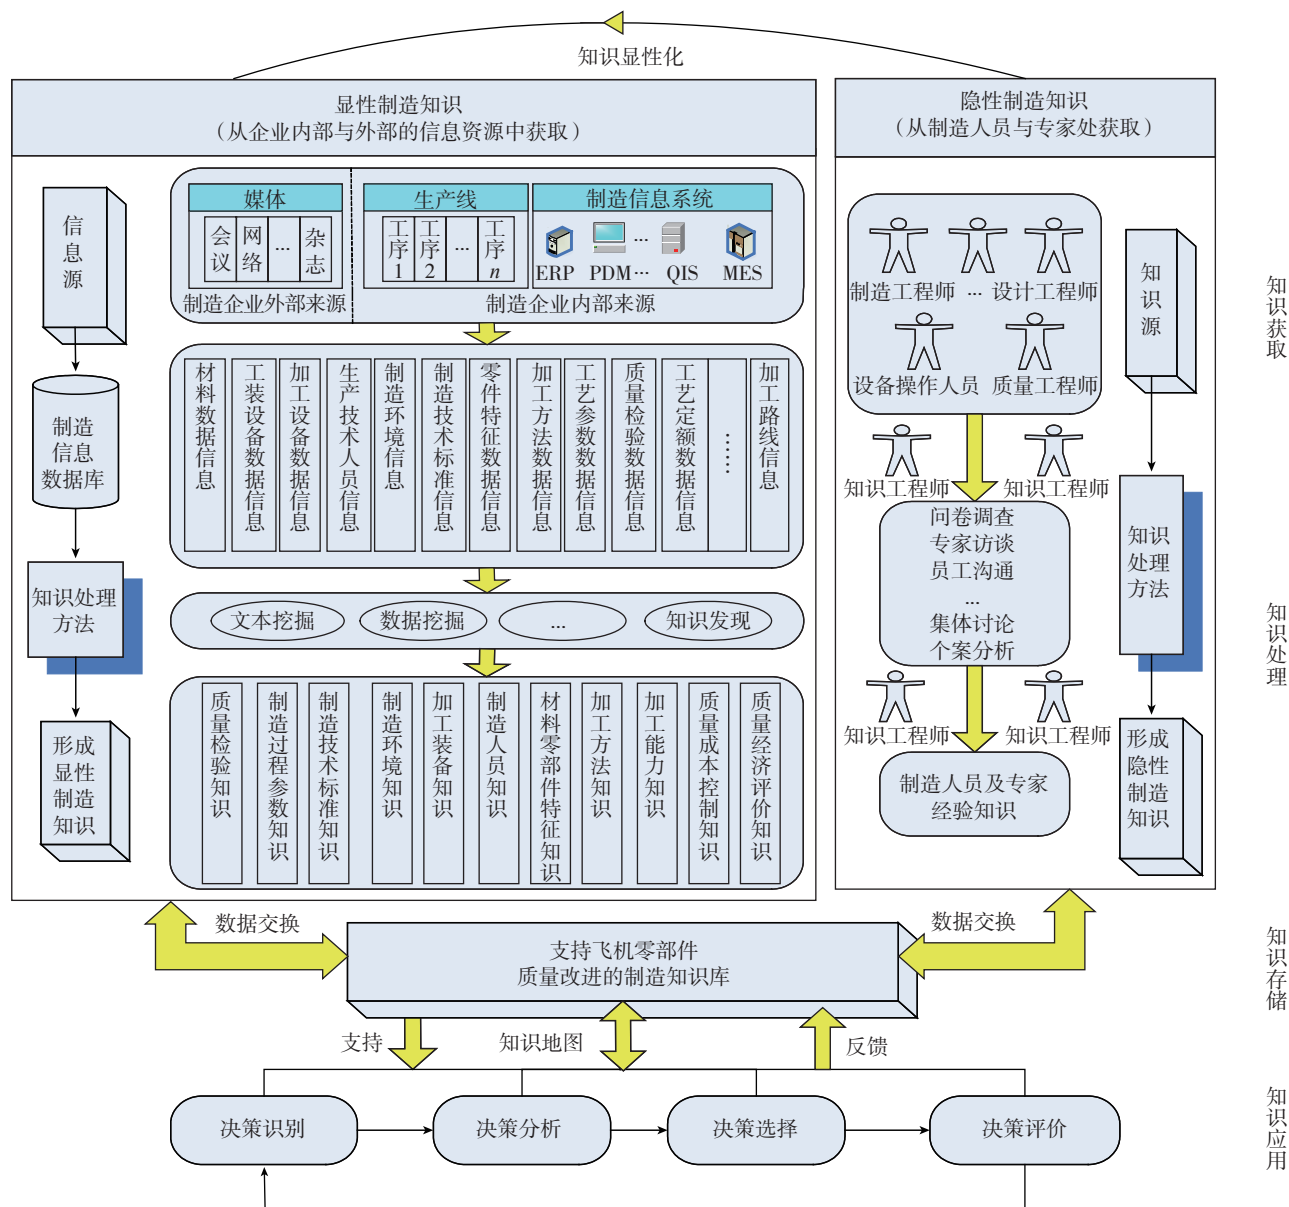 知识显性化
显性制造知识
（从企业内部与外部的信息资源中获取）
隐性制造知识
（从制造人员与专家处获取）
信息源
制造
信息
数据库
知识处理
方法
形成
显性
制造
知识
媒体
会议
网络
...
杂志
制造企业外部来源
生产线
工序1
工序2
...
工序n
制造信息系统
...
ERP
PDM...
QIS
MES
制造企业内部来源
材料数据信息
工装设备数据信息
加工设备数据信息
生产技术人员信息
制造环境信息
制造技术标准信息
零件特征数据信息
加工方法数据信息
工艺参数数据信息
质量检验数据信息
工艺定额数据信息
......
加工路线信息
文本挖掘
数据挖掘
...
知识发现
质量检验知识
制造过程参数知识
制造技术标准知识
制造环境知识
加工装备知识
制造人员知识
材料零部件特征知识
加工方法知识
加工能力知识
质量成本控制知识
质量经济评价知识
制造工程师
...
设计工程师
设备操作人员
质量工程师
知识工程师
知识工程师
问卷调查
专家访谈
员工沟通
...
集体讨论
个案分析
知识工程师
知识工程师
制造人员及专家
经验知识
知识源
知识
处理
方法
形成
隐性
制造
知识
知识获取
知识处理
知识存储
知识应用
数据交换
数据交换
支持飞机零部件
质量改进的制造知识库
支持
知识地图
反馈
决策识别
决策分析
决策选择
决策评价